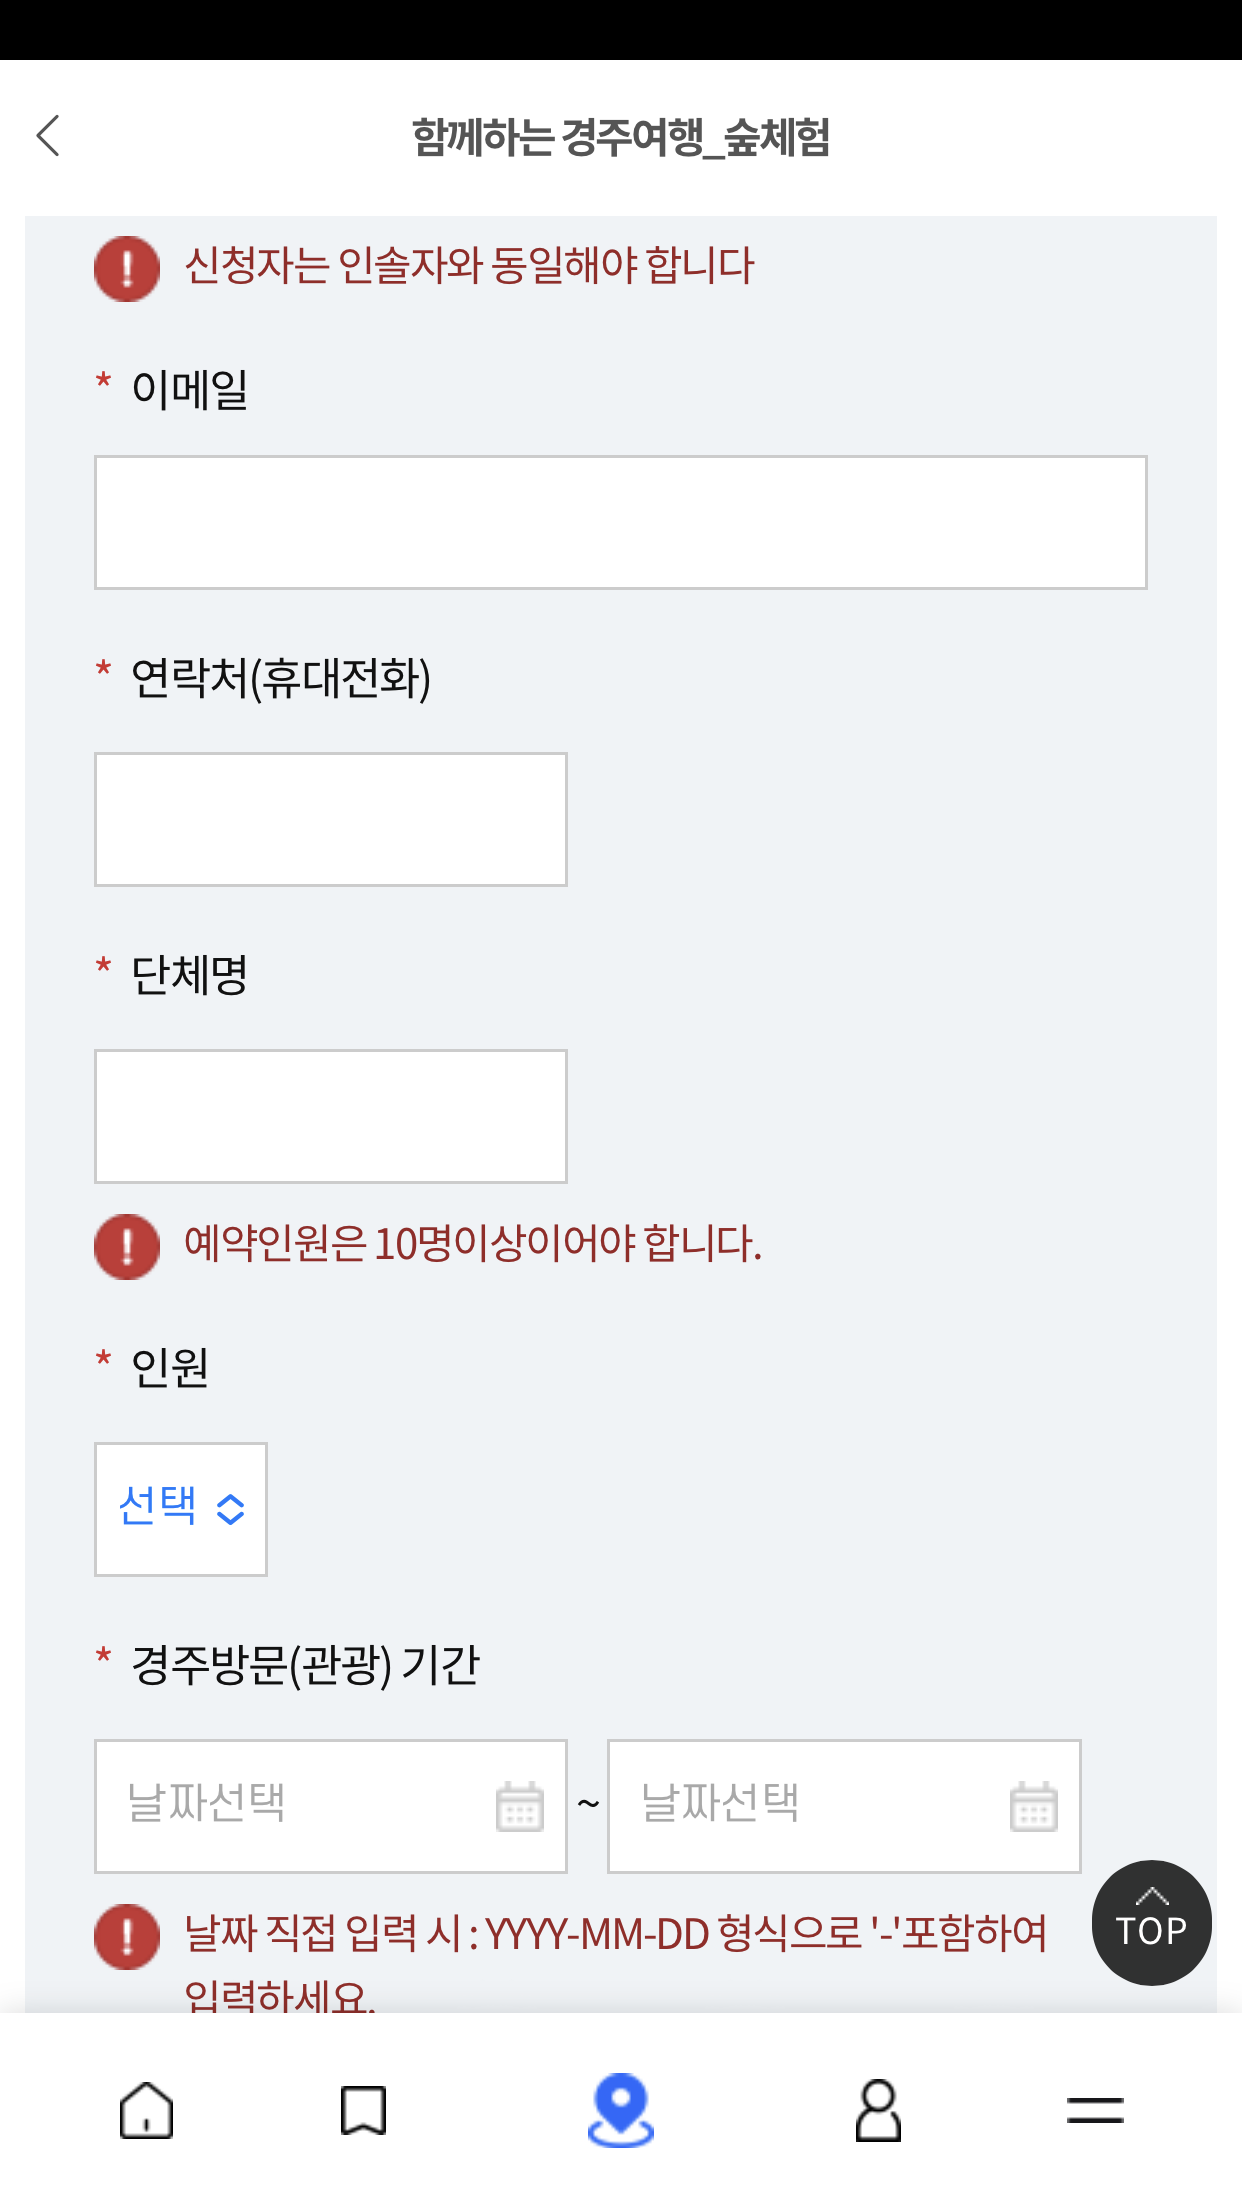 함께하는 경주여행_숲체험
신청자는 인솔자와 동일해야 합니다
* 이메일
* 연락처(휴대전화)
* 단체명
예약인원은 10명이상이어야 합니다.
* 인원
선택
* 경주방문(관광) 기간
날짜선택 ~ 날짜선택
날짜 직접 입력 시 : YYYY-MM-DD 형식으로 '-'포함하여
입력하세요.
TOP